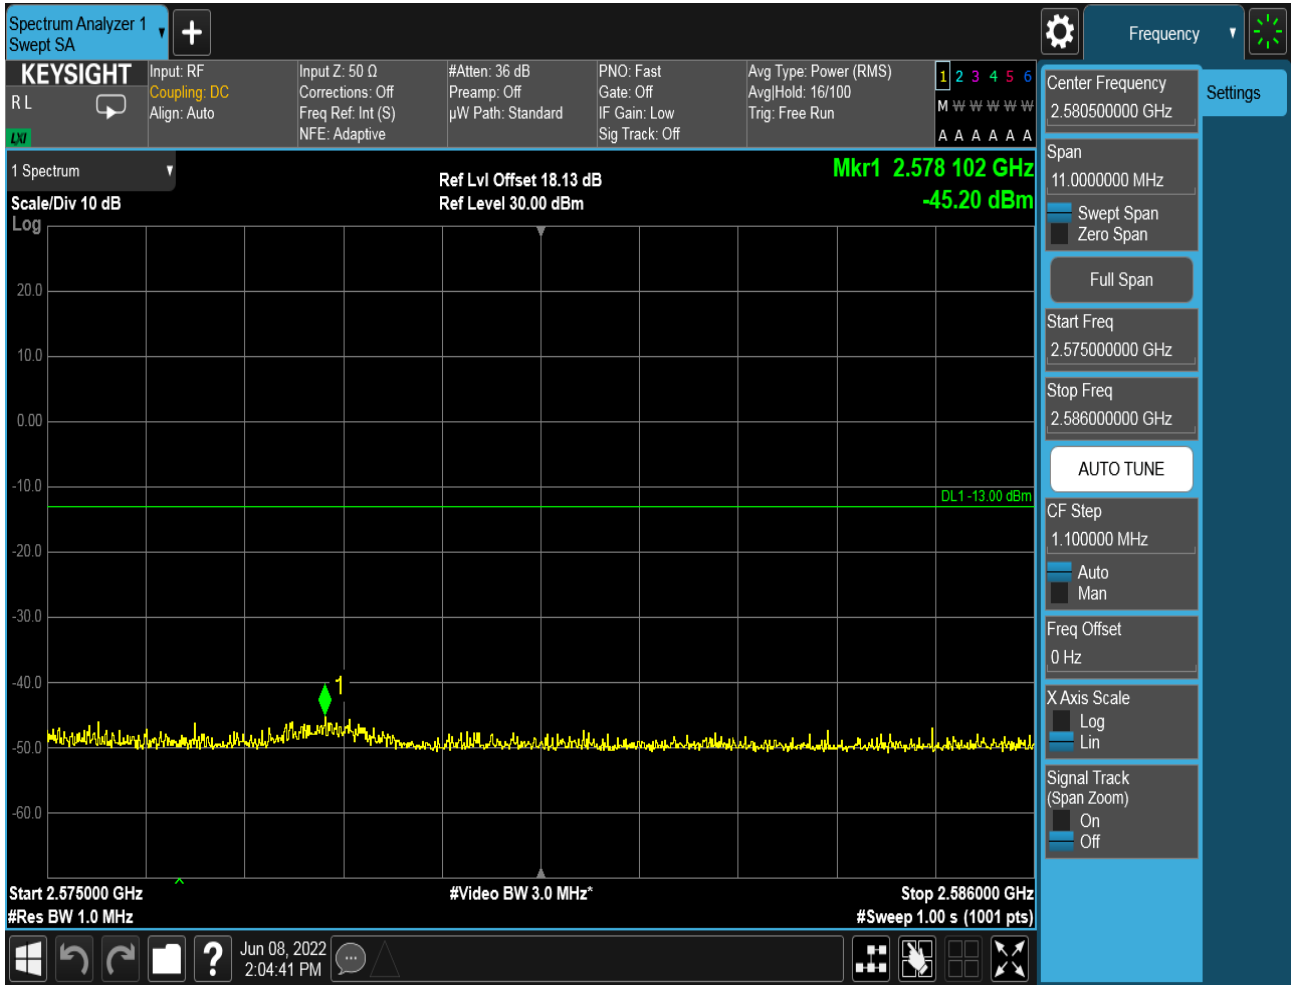 Spectrum Analyzer 1
Swept SA
Frequency
KEYSIGHT
R L
LXI
Input: RF
Coupling: DC
Align: Auto
Input Z: 50 Ω
Corrections: Off
Freq Ref: Int (S)
NFE: Adaptive
#Atten: 36 dB
Preamp: Off
µW Path: Standard
PNO: Fast
Gate: Off
IF Gain: Low
Sig Track: Off
Avg Type: Power (RMS)
Avg|Hold: 16/100
Trig: Free Run
1 2 3 4 5 6
M W W W W W
A A A A A A
1 Spectrum
Scale/Div 10 dB
Log
Ref Lvl Offset 18.13 dB
Ref Level 30.00 dBm
Mkr1 2.578 102 GHz
-45.20 dBm
20.0
10.0
0.00
-10.0
DL1 -13.00 dBm
-20.0
-30.0
-40.0
1
-50.0
-60.0
Start 2.575000 GHz
#Res BW 1.0 MHz
#Video BW 3.0 MHz*
Stop 2.586000 GHz
#Sweep 1.00 s (1001 pts)
Center Frequency
2.580500000 GHz
Settings
Span
11.0000000 MHz
Swept Span
Zero Span
Full Span
Start Freq
2.575000000 GHz
Stop Freq
2.586000000 GHz
AUTO TUNE
CF Step
1.100000 MHz
Auto
Man
Freq Offset
0 Hz
X Axis Scale
Log
Lin
Signal Track
(Span Zoom)
On
Off
?
Jun 08, 2022
2:04:41 PM